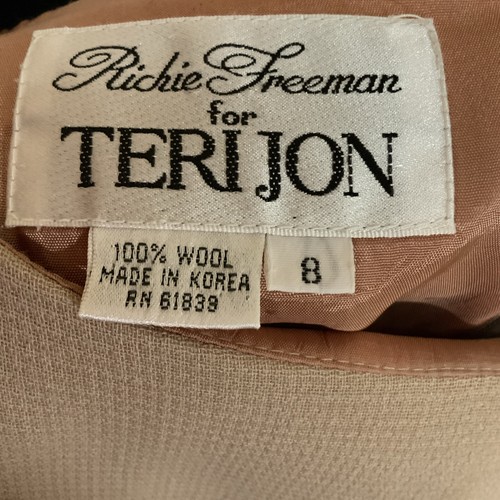 Richie Freeman
for
TERI JON
100% WOOL
MADE IN KOREA
RN 61839
8